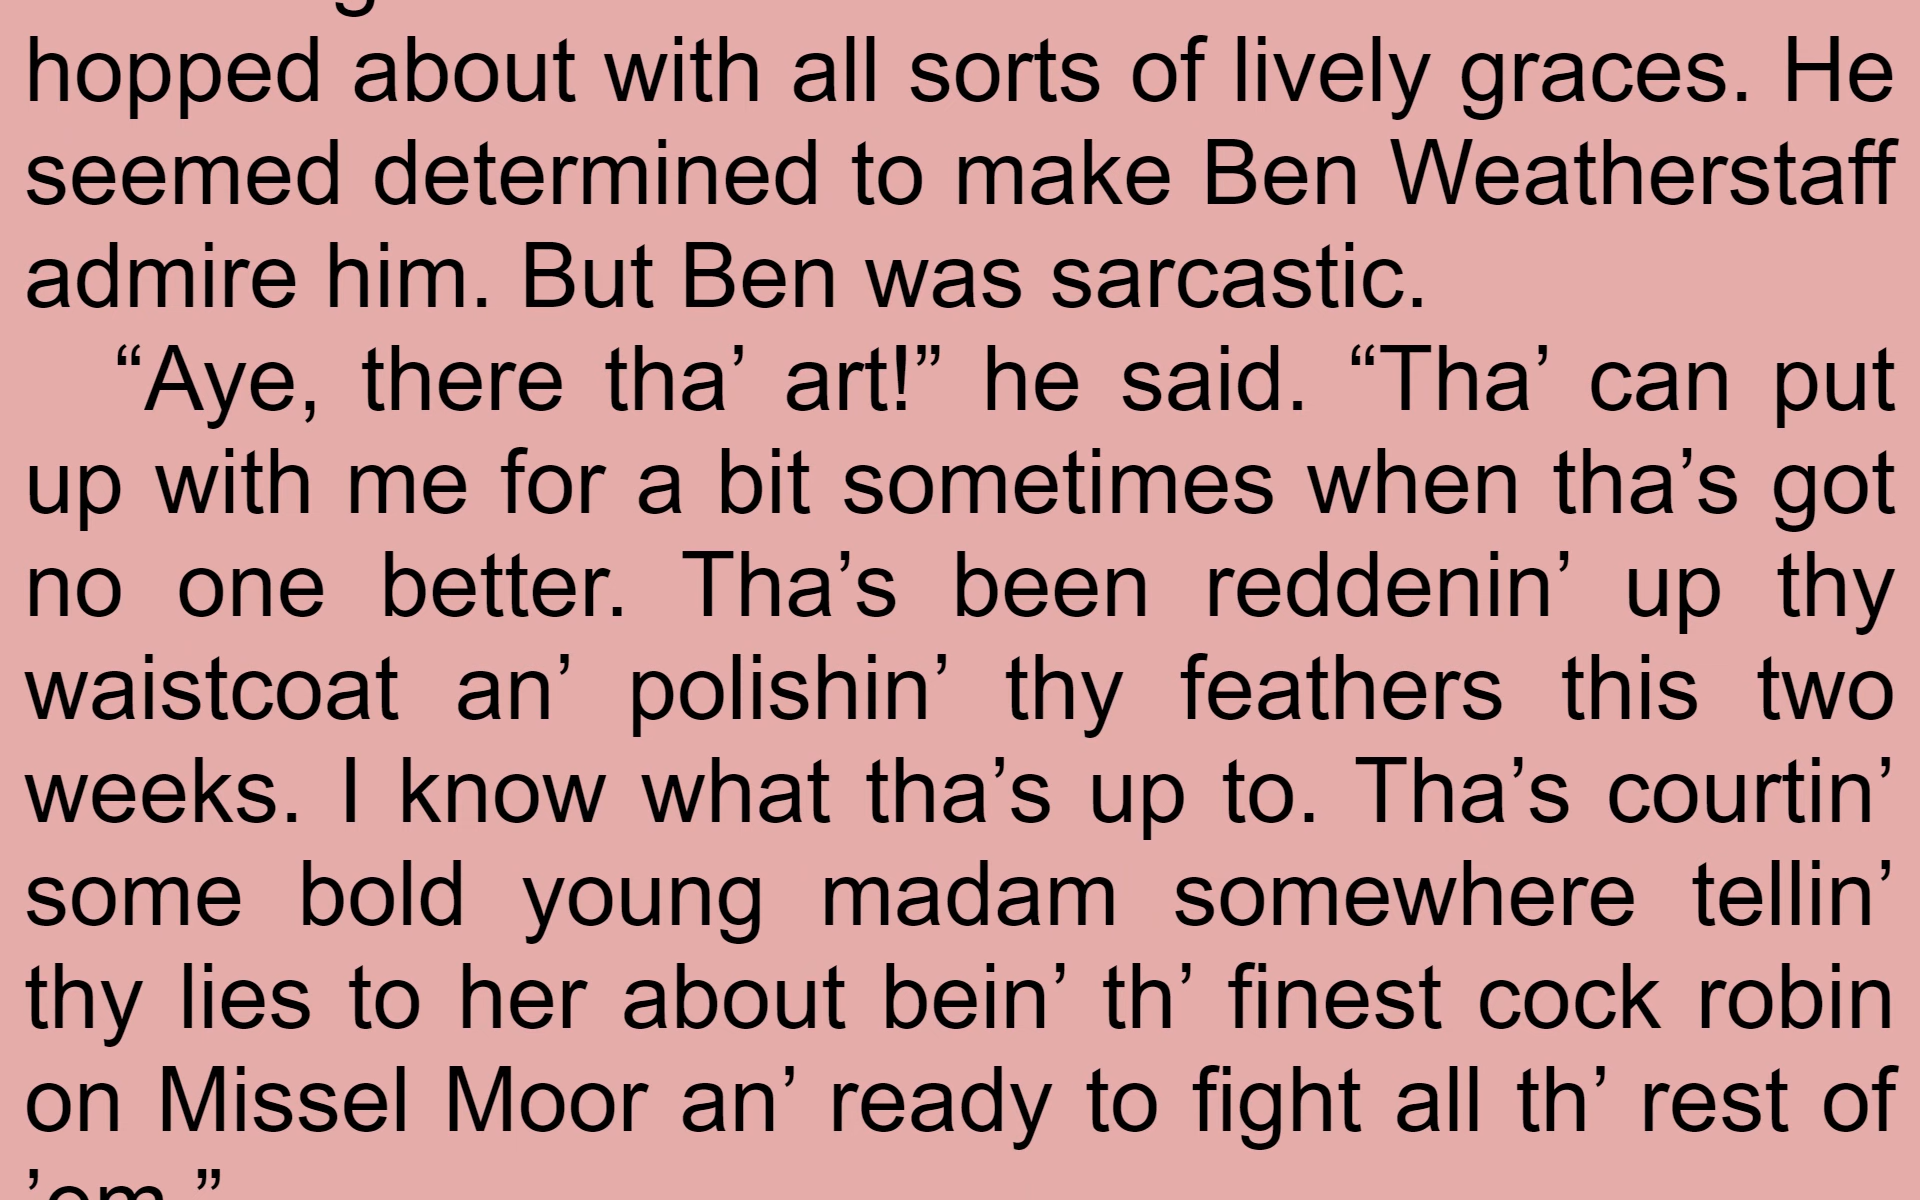 hopped about with all sorts of lively graces. He
seemed determined to make Ben Weatherstaff
admire him. But Ben was sarcastic.
“Aye, there tha’ art!” he said. “Tha’ can put
up with me for a bit sometimes when tha’s got
no one better. Tha’s been reddenin’ up thy
waistcoat an’ polishin’ thy feathers this two
weeks. I know what tha’s up to. Tha’s courtin’
some bold young madam somewhere tellin’
thy lies to her about bein’ th’ finest cock robin
on Missel Moor an’ ready to fight all th’ rest of
’em.”